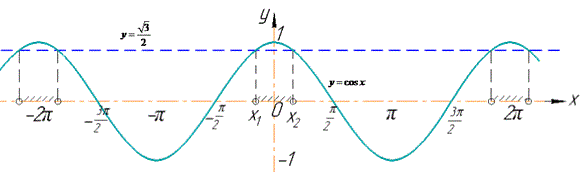 y
y = √3/2
1
y = cos x
-2π
-3π/2
-π
-π/2
x₁
0
x₂
π/2
π
3π/2
2π
x
-1